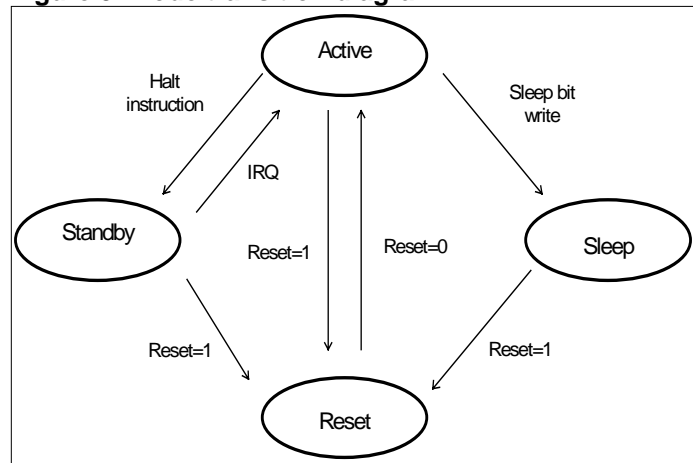 Active
Halt
instruction
Sleep bit
write
IRQ
Standby
Reset=1
Reset=0
Sleep
Reset=1
Reset=1
Reset